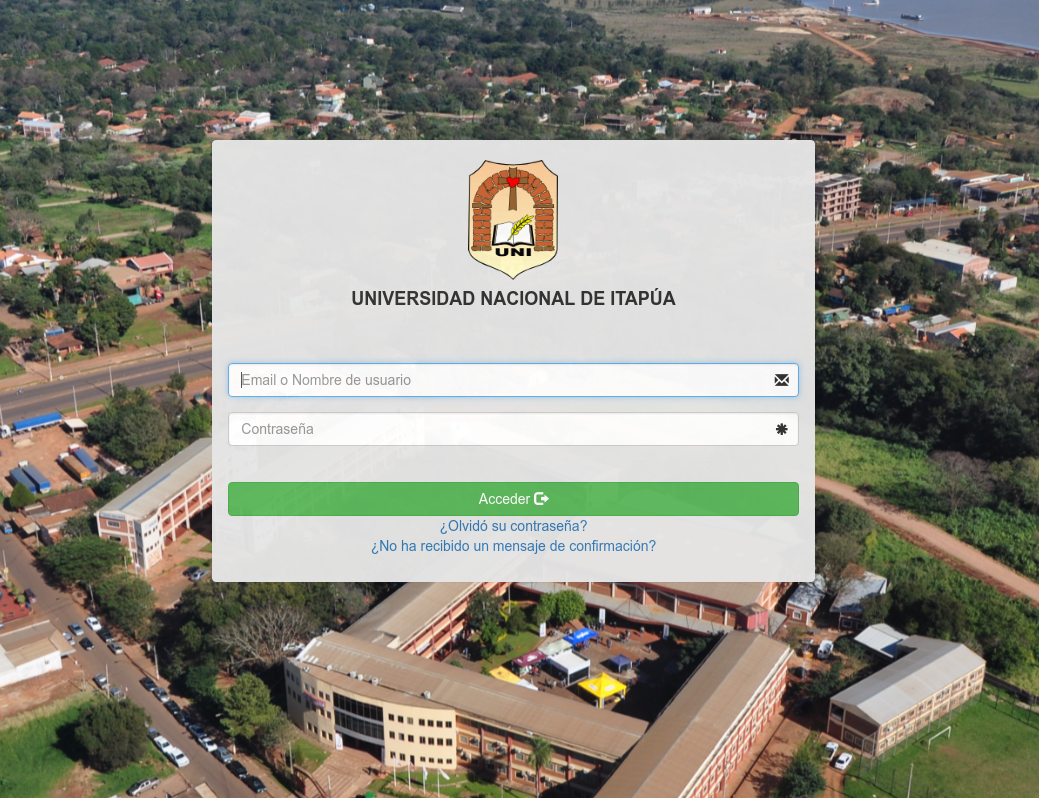 UNI
UNIVERSIDAD NACIONAL DE ITAPÚA
Email o Nombre de usuario
Contraseña
Acceder
¿Olvidó su contraseña?
¿No ha recibido un mensaje de confirmación?